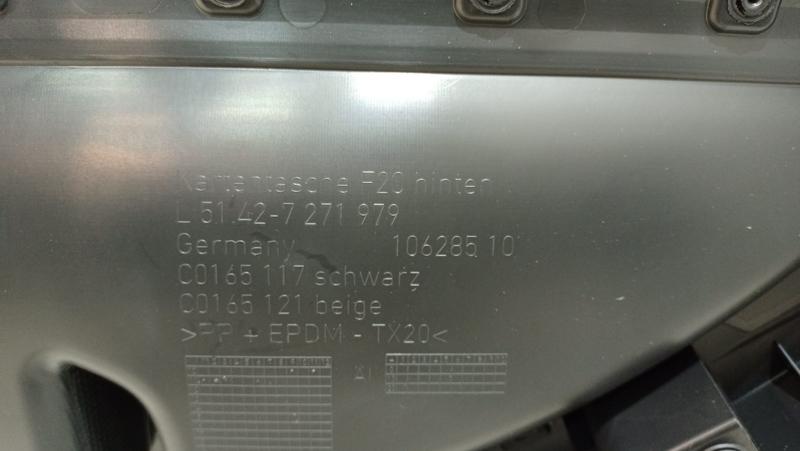 Kartentasche F20 hinten
L 51.42-7 271 979
Germany 106285 10
C0165 117 schwarz
C0165 121 beige
>PP + EPDM - TX20<